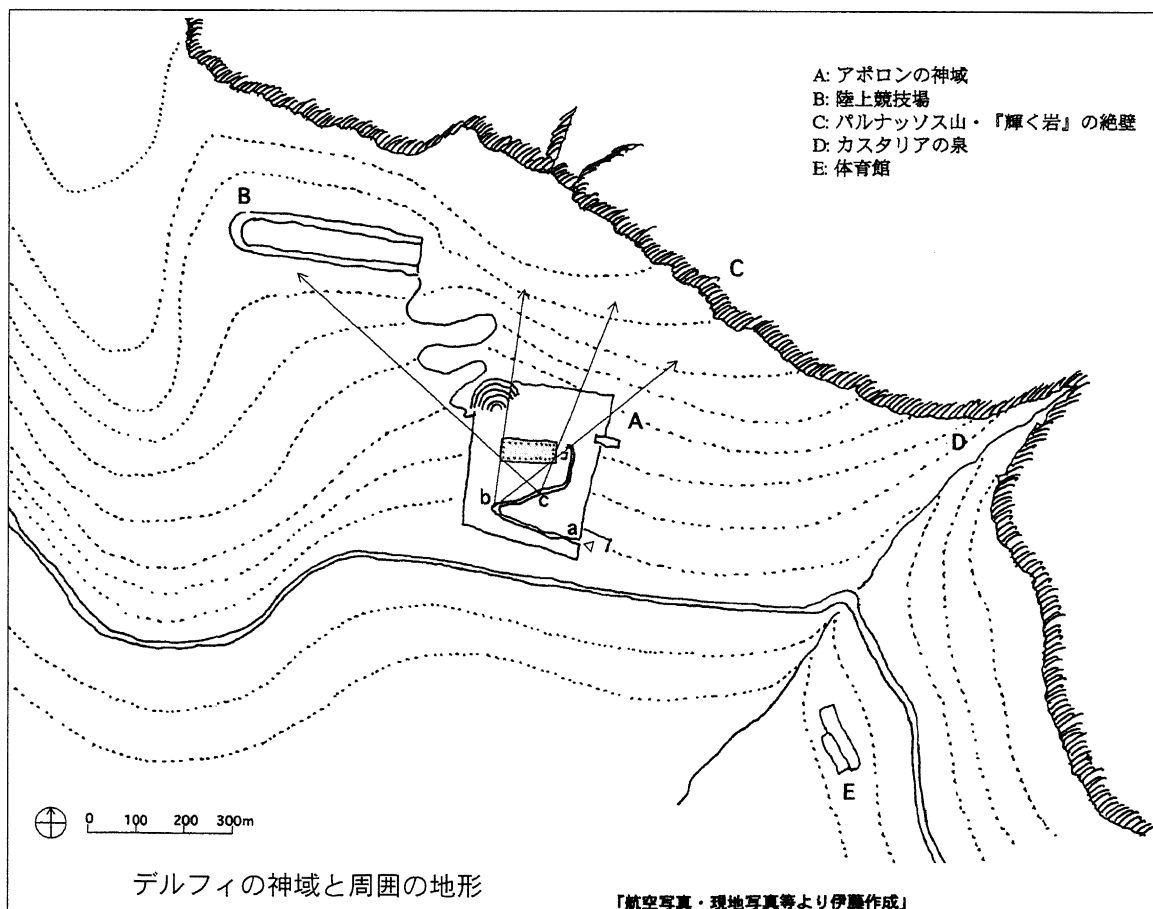 A: アポロンの神域
B: 陸上競技場
C: パルナッソス山・『輝く岩』の絶壁
D: カスタリアの泉
E: 体育館
B
C
A
D
b
c
a
E
0 100 200 300m
デルフィの神域と周囲の地形
「航空写真・現地写真等より伊藤作成」